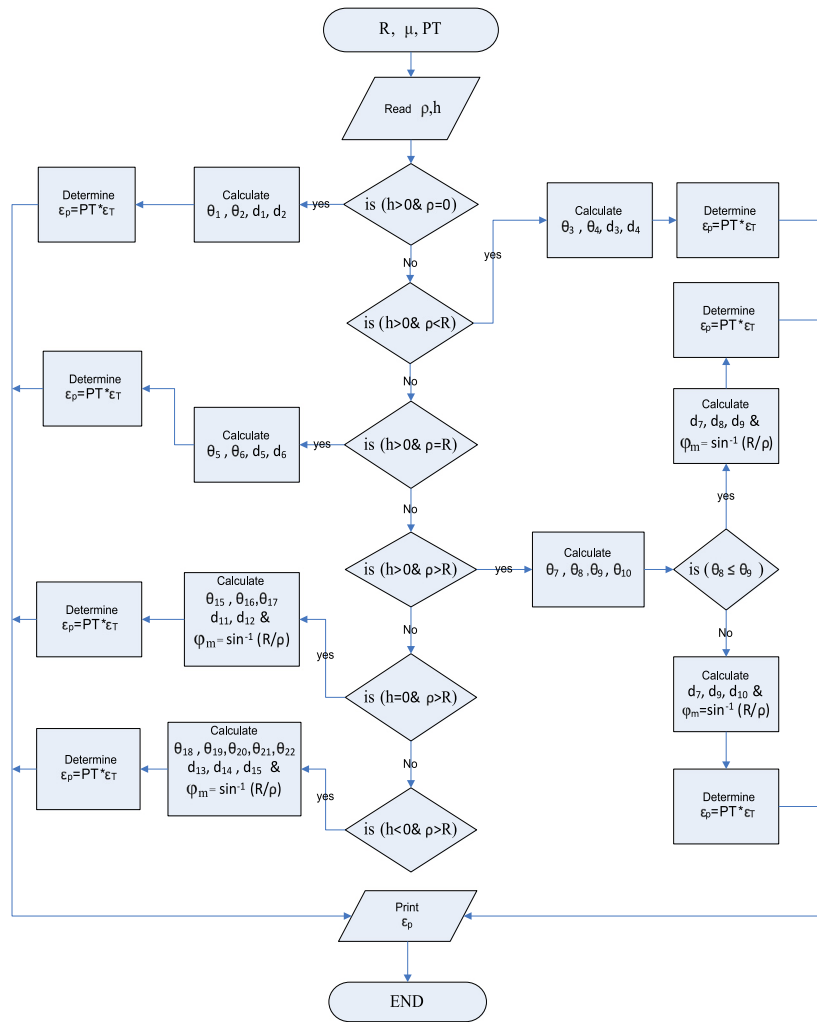 R, μ, PT
Read ρ,h
is (h>0& ρ=0)
yes
Calculate
θ1 , θ2, d1, d2
Determine
εp=PT*εT
No
is (h>0& ρ<R)
yes
Calculate
θ3 , θ4, d3, d4
Determine
εp=PT*εT
No
is (h>0& ρ=R)
yes
Calculate
θ5 , θ6, d5, d6
Determine
εp=PT*εT
No
is (h>0& ρ>R)
yes
Calculate
θ7 , θ8 ,θ9 , θ10
is ( θ8 ≤ θ9 )
yes
Calculate
d7, d8, d9 &
φm= sin-1 (R/ρ)
Determine
εp=PT*εT
No
Calculate
d7, d9, d10 &
φm=sin-1 (R/ρ)
Determine
εp=PT*εT
No
is (h=0& ρ>R)
yes
Calculate
θ15 , θ16,θ17
d11, d12 &
φm= sin-1 (R/ρ)
Determine
εp=PT*εT
No
is (h<0& ρ>R)
yes
Calculate
θ18 , θ19,θ20,θ21,θ22
d13, d14 , d15 &
φm= sin-1 (R/ρ)
Determine
εp=PT*εT
Print
εp
END